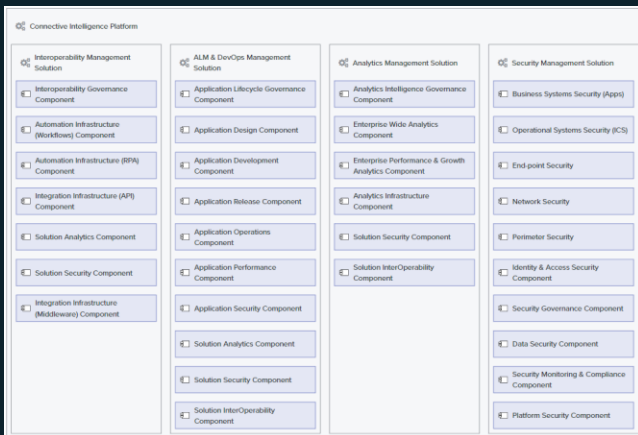 Connective Intelligence Platform
Interoperability Management
Solution
Interoperability Governance
Component
Automation Infrastructure
(Workflows) Component
Automation Infrastructure (RPA)
Component
Integration Infrastructure (API)
Component
Solution Analytics Component
Solution Security Component
Integration Infrastructure
(Middleware) Component
ALM & DevOps Management
Solution
Application Lifecycle Governance
Component
Application Design Component
Application Development
Component
Application Release Component
Application Operations
Component
Application Performance
Component
Application Security Component
Solution Analytics Component
Solution Security Component
Solution InterOperability
Component
Analytics Management Solution
Analytics Intelligence Governance
Component
Enterprise Wide Analytics
Component
Enterprise Performance & Growth
Analytics Component
Analytics Infrastructure
Component
Solution Security Component
Solution InterOperability
Component
Security Management Solution
Business Systems Security (Apps)
Operational Systems Security (ICS)
End-point Security
Network Security
Perimeter Security
Identity & Access Security
Component
Security Governance Component
Data Security Component
Security Monitoring & Compliance
Component
Platform Security Component